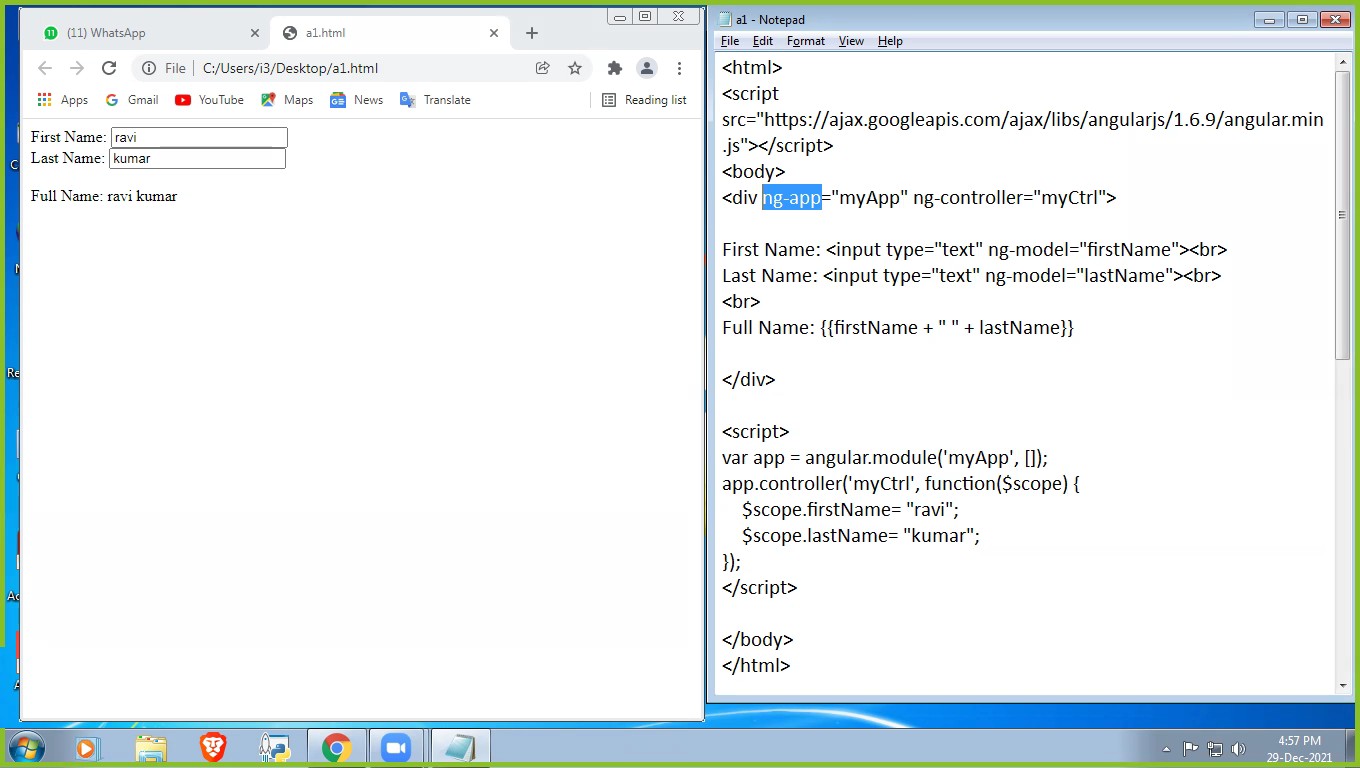 (11) WhatsApp
a1.html
File
C:/Users/i3/Desktop/a1.html
Apps
Gmail
YouTube
Maps
News
Translate
Reading list
First Name: ravi
Last Name: kumar
Full Name: ravi kumar
a1 - Notepad
File Edit Format View Help
<html>
<script
src="https://ajax.googleapis.com/ajax/libs/angularjs/1.6.9/angular.min
.js"></script>
<body>
<div ng-app="myApp" ng-controller="myCtrl">
First Name: <input type="text" ng-model="firstName"><br>
Last Name: <input type="text" ng-model="lastName"><br>
<br>
Full Name: {{firstName + " " + lastName}}
</div>
<script>
var app = angular.module('myApp', []);
app.controller('myCtrl', function($scope) {
$scope.firstName= "ravi";
$scope.lastName= "kumar";
});
</script>
</body>
</html>
4:57 PM
29-Dec-2021